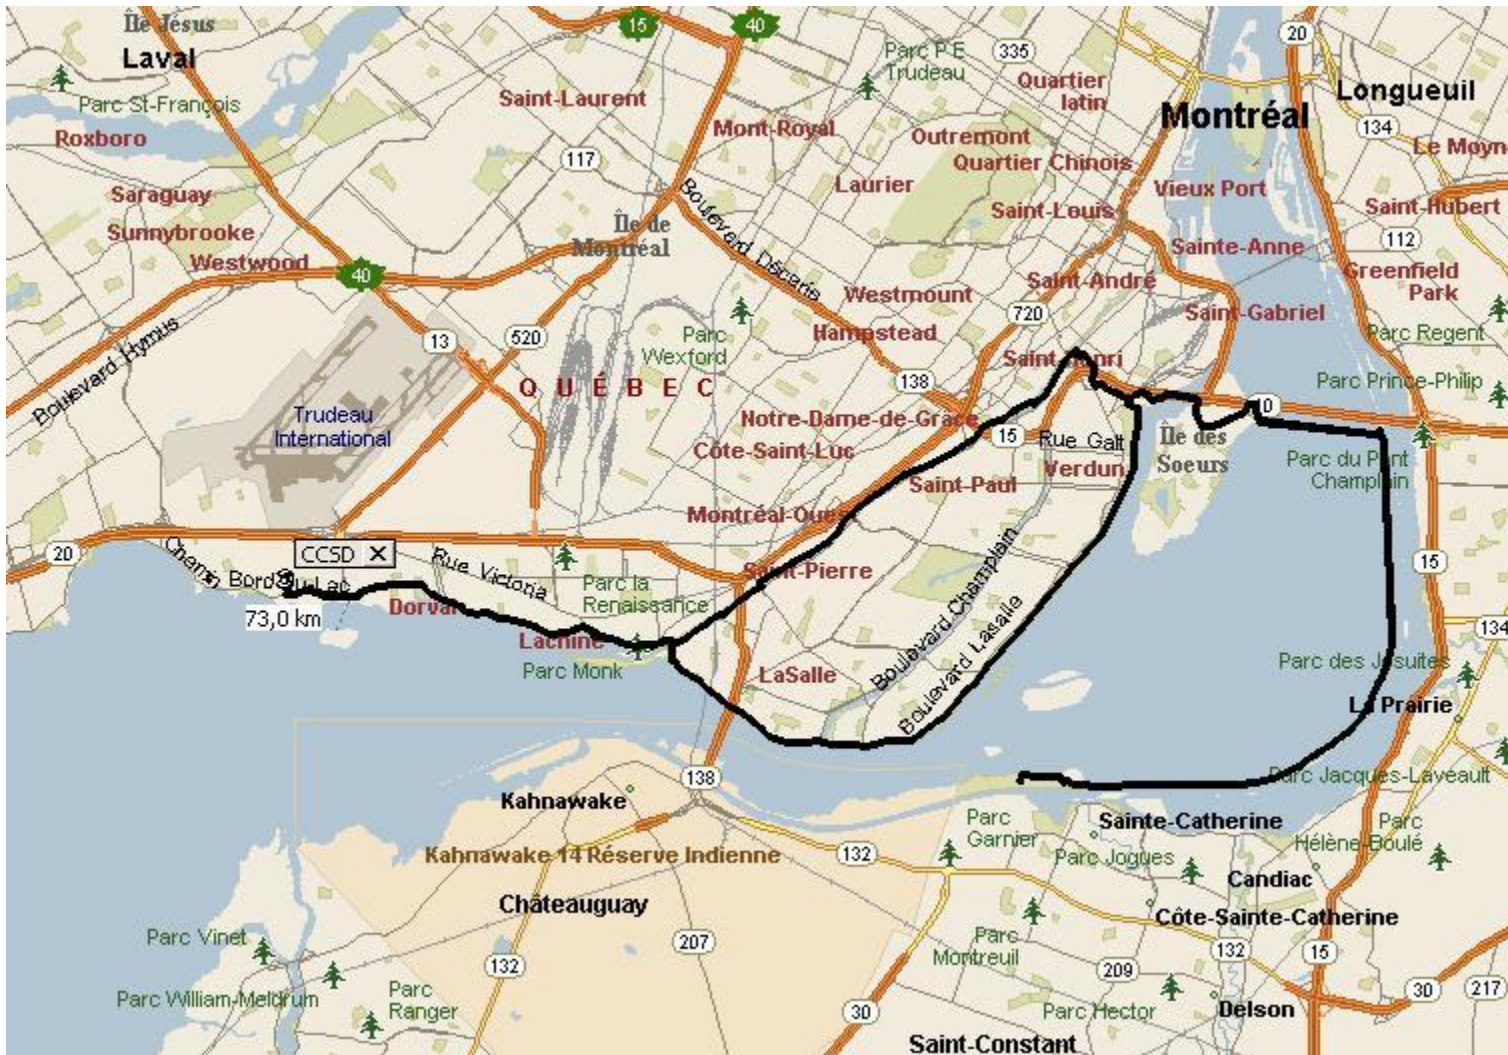 Île Jésus
Laval
Parc St-François
Roxboro
15
40
Parc P E
Trudeau
335
20
Saint-Laurent
Quartier
latin
Montréal
Longueuil
134
Mont-Royal
Outremont
Quartier Chinois
Le Moyn
117
Laurier
Vieux Port
Saraguay
Sunnybrooke
Westwood
Île de
Montréal
Boulevard Décarie
Saint-Louis
Saint-Hubert
112
Sainte-Anne
40
Saint-André
Greenfield
Park
Westmount
720
Saint-Gabriel
Boulevard Hymus
13
520
Parc
Wexford
Hampstead
Parc Regent
Saint-Henri
QUÉBEC
138
Parc Prince-Philip
Trudeau
International
Notre-Dame-de-Grâce
10
15
Rue Galt
Île des
Soeurs
Côte-Saint-Luc
Verdun
Parc du Pont
Champlain
Saint-Paul
Montréal-Ouest
20
Chemin Bord-du-Lac
CCSD
Rue Victoria
Parc la
Renaissance
Saint-Pierre
15
73,0 km
Dorval
Lachine
Parc Monk
LaSalle
Boulevard Champlain
Boulevard Lasalle
134
Parc des Jésuites
La Prairie
138
Kahnawake
Parc Jacques-Laveault
Parc
Garnier
Sainte-Catherine
Parc
Hélène-Boulé
Kahnawake 14 Réserve Indienne
132
Parc Jogues
Candiac
Châteauguay
Côte-Sainte-Catherine
Parc Vinet
207
Parc
Montreuil
132
15
132
209
Parc William-Meldrum
Parc
Ranger
30
Parc Hector
Delson
30
217
Saint-Constant